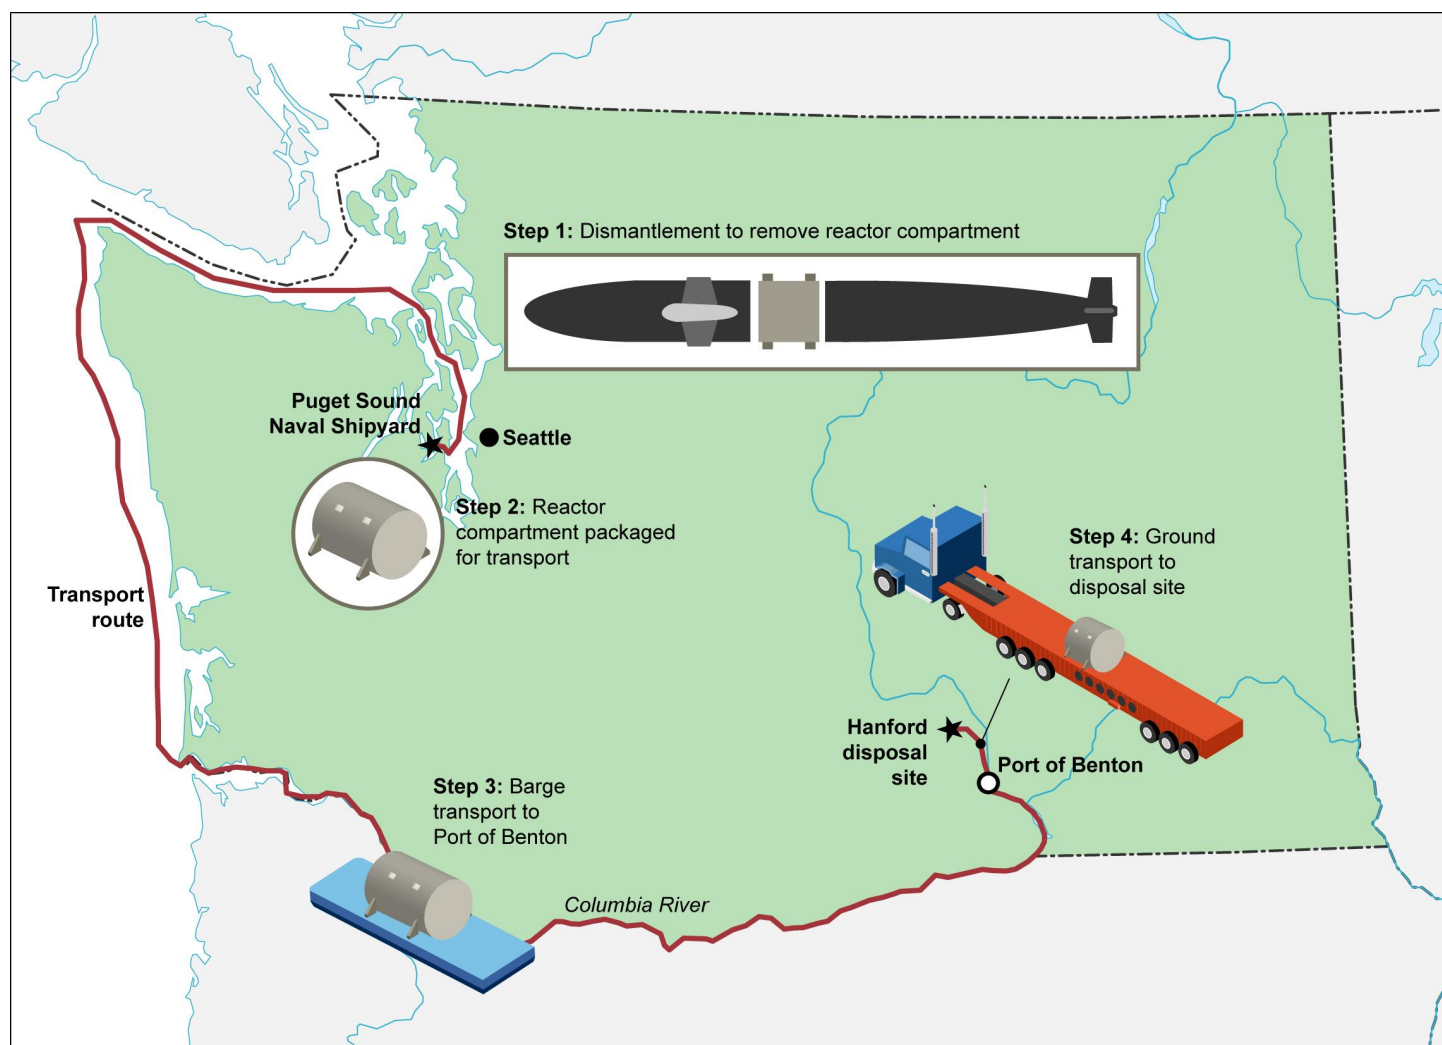 Step 1: Dismantlement to remove reactor compartment
Puget Sound
Naval Shipyard
Seattle
Step 2: Reactor
compartment packaged
for transport
Step 4: Ground
transport to
disposal site
Transport
route
Hanford
disposal
site
Port of Benton
Step 3: Barge
transport to
Port of Benton
Columbia River